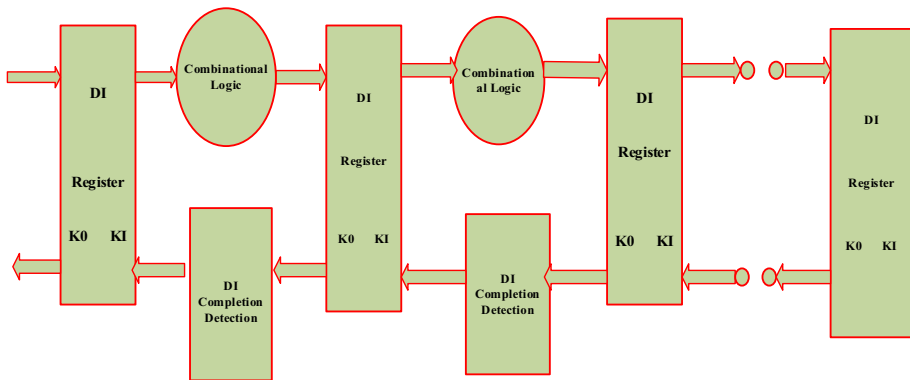 DI
Register
K0 KI
Combinational
Logic
DI
Completion
Detection
DI
Register
K0 KI
Combination
al Logic
DI
Completion
Detection
DI
Register
K0 KI
DI
Register
K0 KI